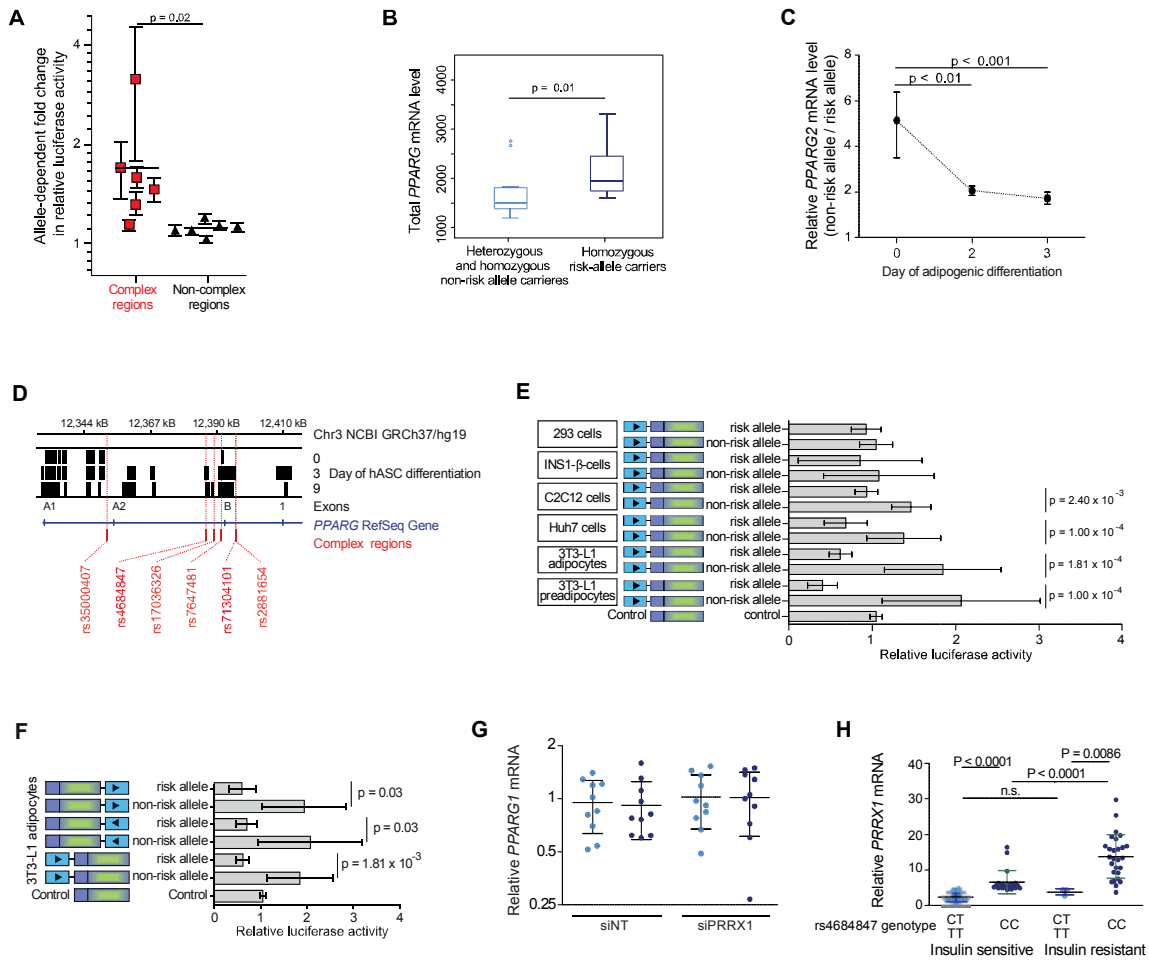 A
p = 0.02
Allele-dependent fold change
in relative luciferase activity
4
2
1
Complex
regions
Non-complex
regions
B
Total PPARG mRNA level
4000
3000
2000
1000
p = 0.01
Heterozygous
and homozygous
non-risk allele carrieres
Homozygous
risk-allele carriers
C
Relative PPARG2 mRNA level
(non-risk allele / risk allele)
8
6
4
2
1
p < 0.001
p < 0.01
0
2
3
Day of adipogenic differentiation
D
12,344 kB
12,367 kB
12,390 kB
12,410 kB
Chr3 NCBI GRCh37/hg19
0
3 Day of hASC differentiation
9
A1
A2
B
1
Exons
PPARG RefSeq Gene
Complex regions
rs35000407
rs4684847
rs17036326
rs7647481
rs71304101
rs2881654
E
293 cells
risk allele
non-risk allele
INS1-β-cells
risk allele
non-risk allele
C2C12 cells
risk allele
non-risk allele
p = 2.40 x 10-3
Huh7 cells
risk allele
non-risk allele
p = 1.00 x 10-4
3T3-L1
adipocytes
risk allele
non-risk allele
p = 1.81 x 10-4
3T3-L1
preadipocytes
risk allele
non-risk allele
p = 1.00 x 10-4
Control
control
0
1
2
3
4
Relative luciferase activity
F
3T3-L1 adipocytes
risk allele
non-risk allele
p = 0.03
risk allele
non-risk allele
p = 0.03
risk allele
non-risk allele
p = 1.81 x 10-3
Control
Control
0
1
2
3
4
Relative luciferase activity
G
Relative PPARG1 mRNA
2
1
0.5
0.25
siNT
siPRRX1
H
Relative PRRX1 mRNA
40
30
20
10
0
P < 0.0001
P = 0.0086
P < 0.0001
n.s.
rs4684847 genotype
CT
TT
CC
CT
TT
CC
Insulin sensitive
Insulin resistant